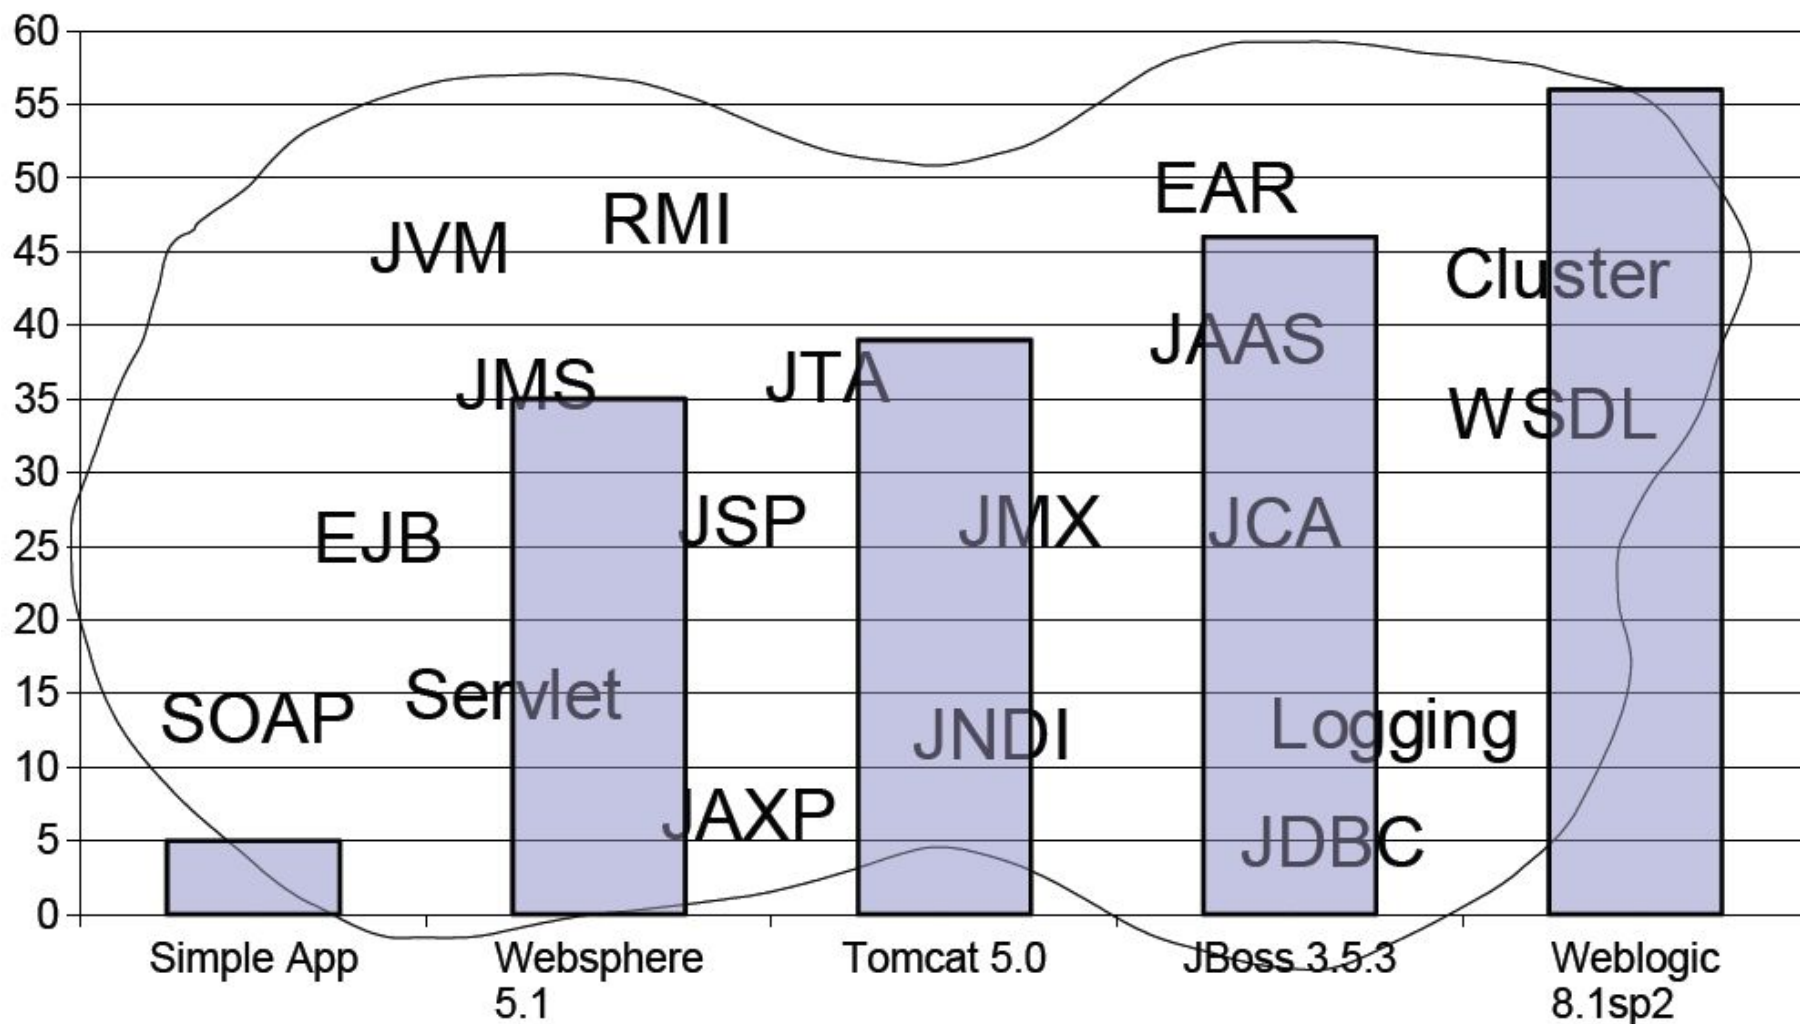 60
55
50
45
40
35
30
25
20
15
10
5
0
EAR
RMI
JVM
Cluster
JAAS
JMS
JTA
WSDL
EJB
JSP
JMX
JCA
SOAP
Servlet
JNDI
Logging
JAXP
JDBC
Simple App
Websphere
5.1
Tomcat 5.0
JBoss 3.5.3
Weblogic
8.1sp2